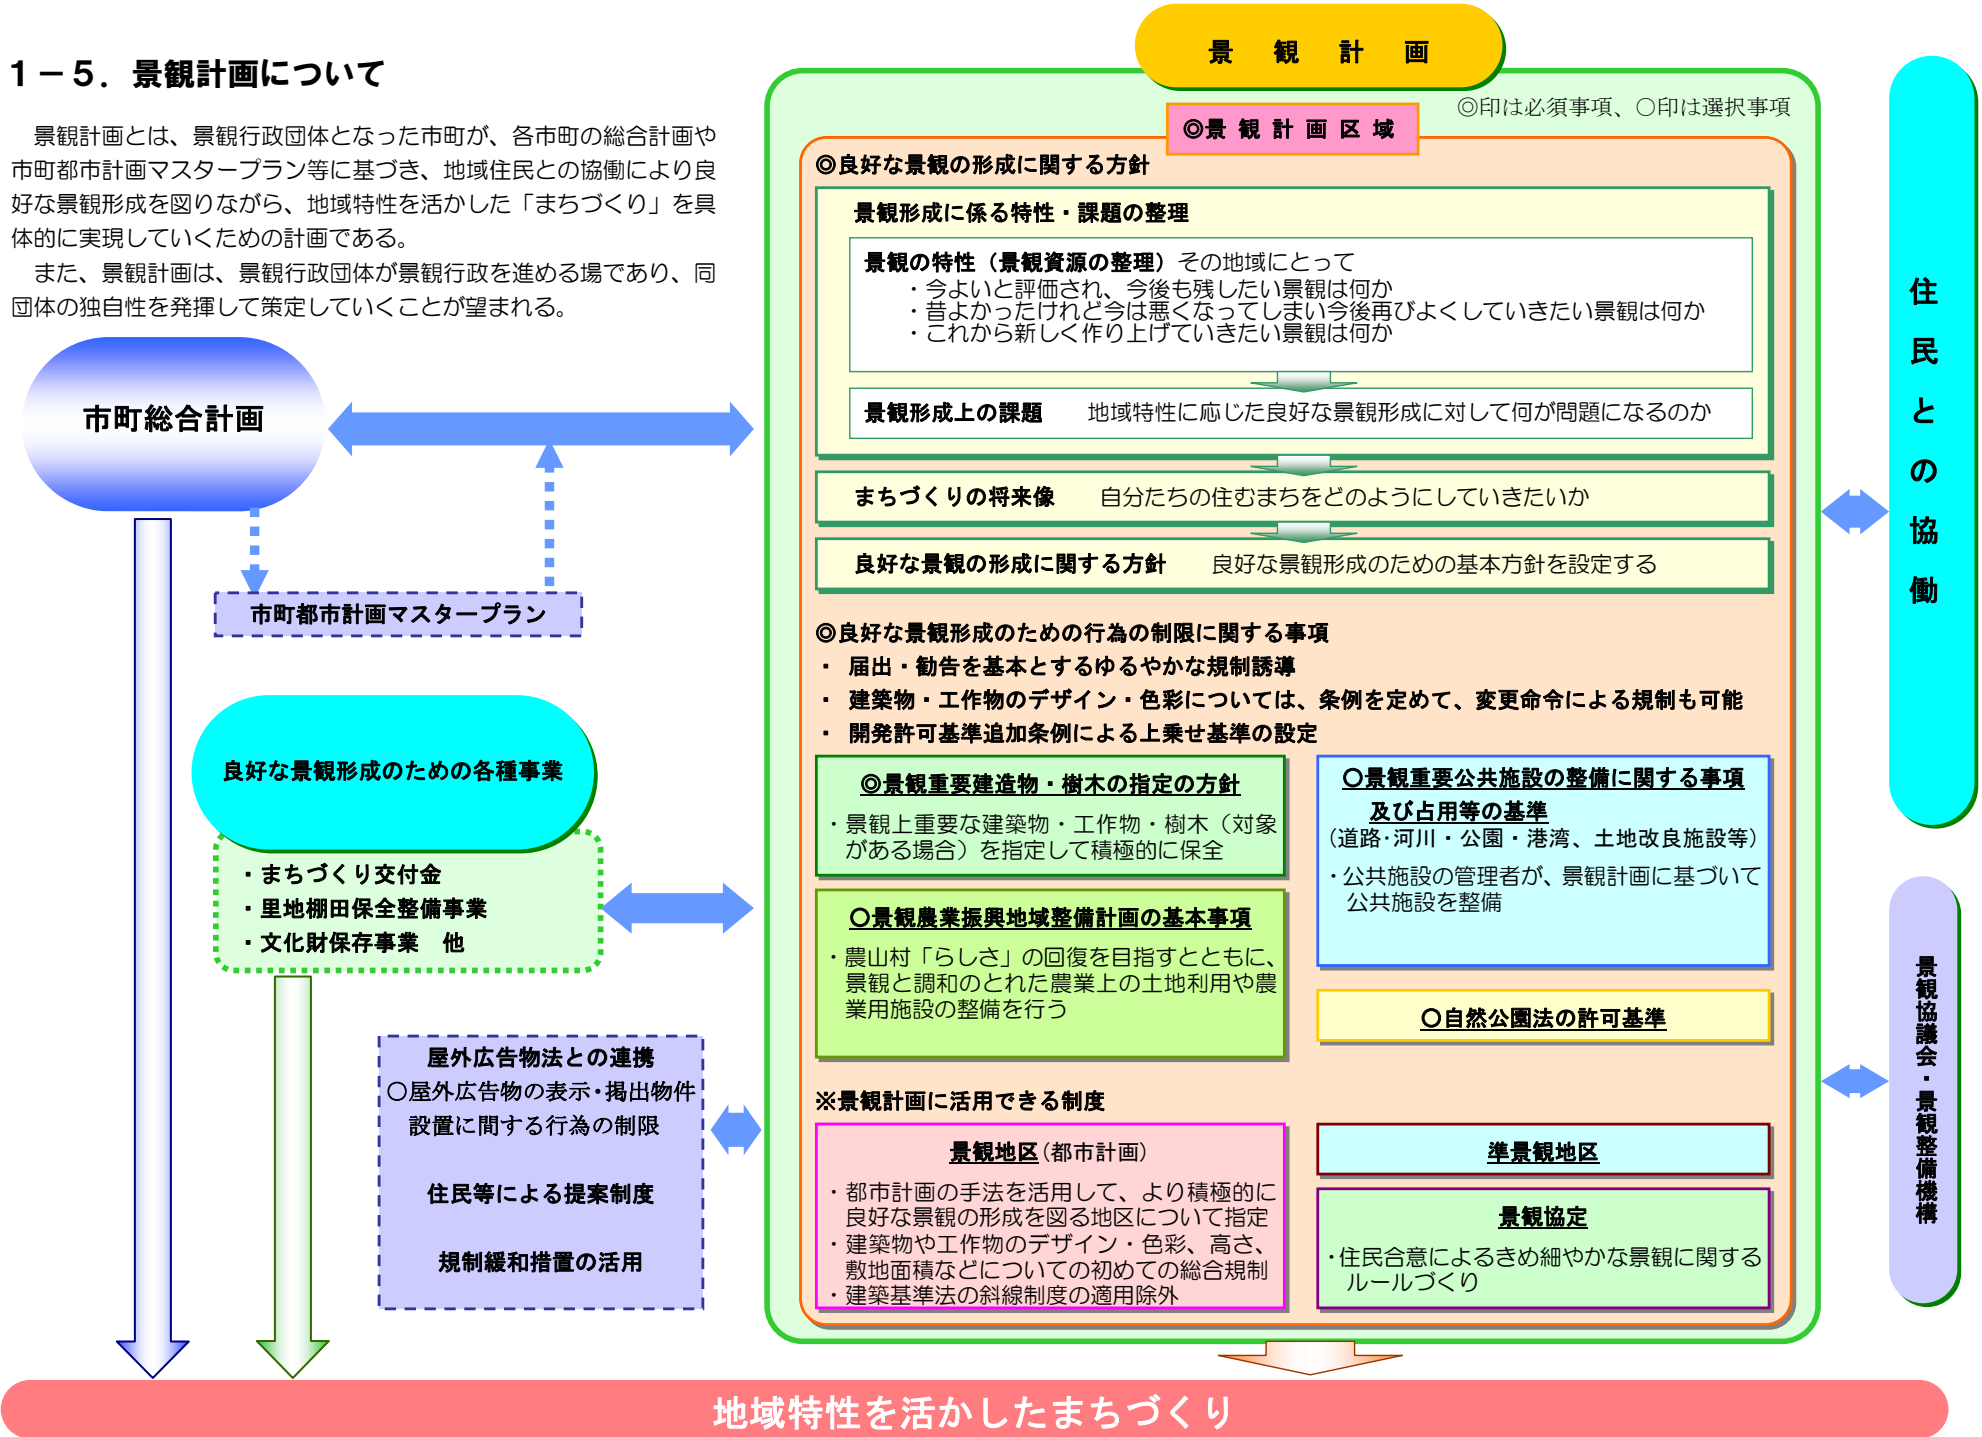 1－5．景観計画について
景観計画とは、景観行政団体となった市町が、各市町の総合計画や
市町都市計画マスタープラン等に基づき、地域住民との協働により良
好な景観形成を図りながら、地域特性を活かした「まちづくり」を具
体的に実現していくための計画である。
また、景観計画は、景観行政団体が景観行政を進める場であり、同
団体の独自性を発揮して策定していくことが望まれる。
市町総合計画
市町都市計画マスタープラン
良好な景観形成のための各種事業
・まちづくり交付金
・里地棚田保全整備事業
・文化財保存事業　他
屋外広告物法との連携
〇屋外広告物の表示・掲出物件
設置に関する行為の制限
住民等による提案制度
規制緩和措置の活用
景　観　計　画
◎印は必須事項、〇印は選択事項
◎景 観 計 画 区 域
◎良好な景観の形成に関する方針
景観形成に係る特性・課題の整理
景観の特性（景観資源の整理）その地域にとって
・今よいと評価され、今後も残したい景観は何か
・昔よかったけれど今は悪くなってしまい今後再びよくしていきたい景観は何か
・これから新しく作り上げていきたい景観は何か
景観形成上の課題　地域特性に応じた良好な景観形成に対して何が問題になるのか
まちづくりの将来像　自分たちの住むまちをどのようにしていきたいか
良好な景観の形成に関する方針　良好な景観形成のための基本方針を設定する
◎良好な景観形成のための行為の制限に関する事項
・ 届出・勧告を基本とするゆるやかな規制誘導
・ 建築物・工作物のデザイン・色彩については、条例を定めて、変更命令による規制も可能
・ 開発許可基準追加条例による上乗せ基準の設定
◎景観重要建造物・樹木の指定の方針
・景観上重要な建築物・工作物・樹木（対象
がある場合）を指定して積極的に保全
〇景観農業振興地域整備計画の基本事項
・農山村「らしさ」の回復を目指すとともに、
景観と調和のとれた農業上の土地利用や農
業用施設の整備を行う
〇景観重要公共施設の整備に関する事項
及び占用等の基準
（道路・河川・公園・港湾、土地改良施設等）
・公共施設の管理者が、景観計画に基づいて
公共施設を整備
〇自然公園法の許可基準
※景観計画に活用できる制度
景観地区（都市計画）
・都市計画の手法を活用して、より積極的に
良好な景観の形成を図る地区について指定
・建築物や工作物のデザイン・色彩、高さ、
敷地面積などについての初めての総合規制
・建築基準法の斜線制度の適用除外
準景観地区
景観協定
・住民合意によるきめ細やかな景観に関する
ルールづくり
住民との協働
景観協議会・景観整備機構
地域特性を活かしたまちづくり